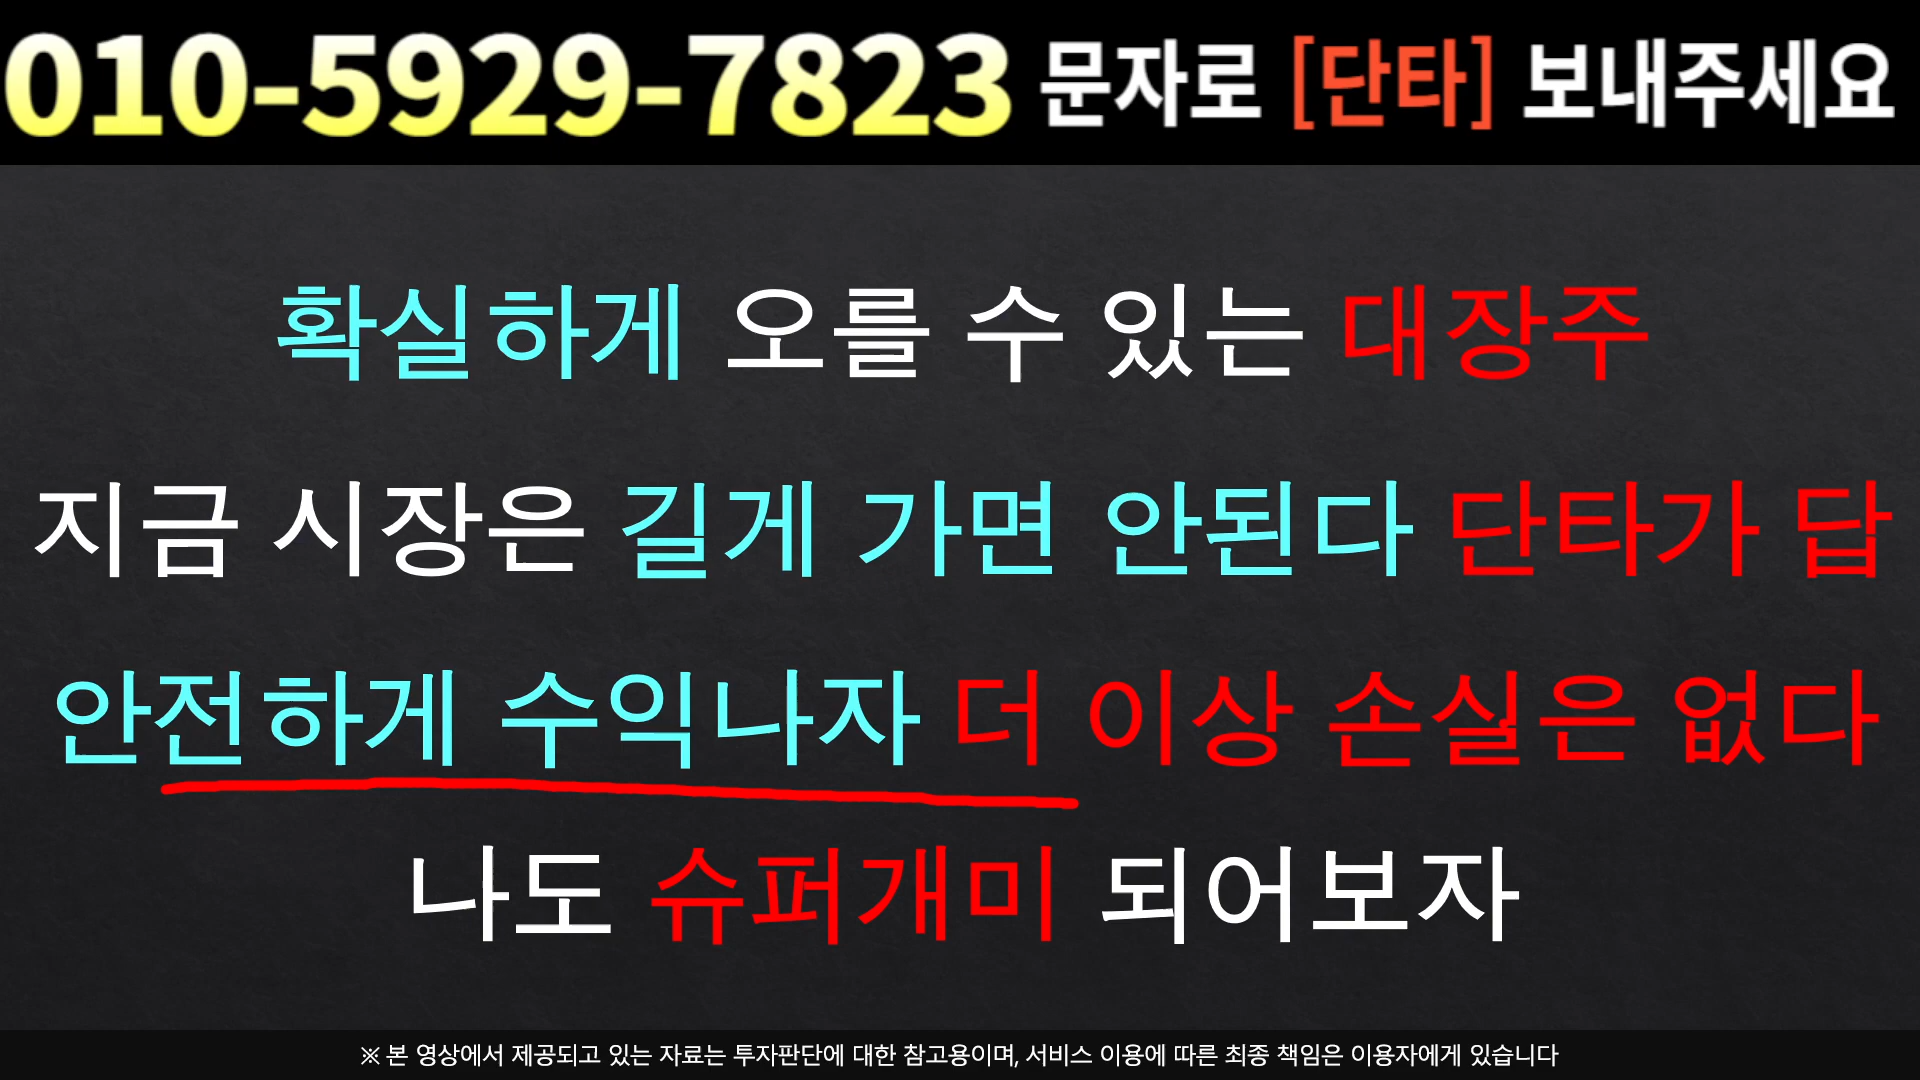 010-5929-7823 문자로 [단타] 보내주세요
확실하게 오를 수 있는 대장주
지금 시장은 길게 가면 안된다 단타가 답
안전하게 수익나자 더 이상 손실은 없다
나도 슈퍼개미 되어보자
※ 본 영상에서 제공되고 있는 자료는 투자판단에 대한 참고용이며, 서비스 이용에 따른 최종 책임은 이용자에게 있습니다